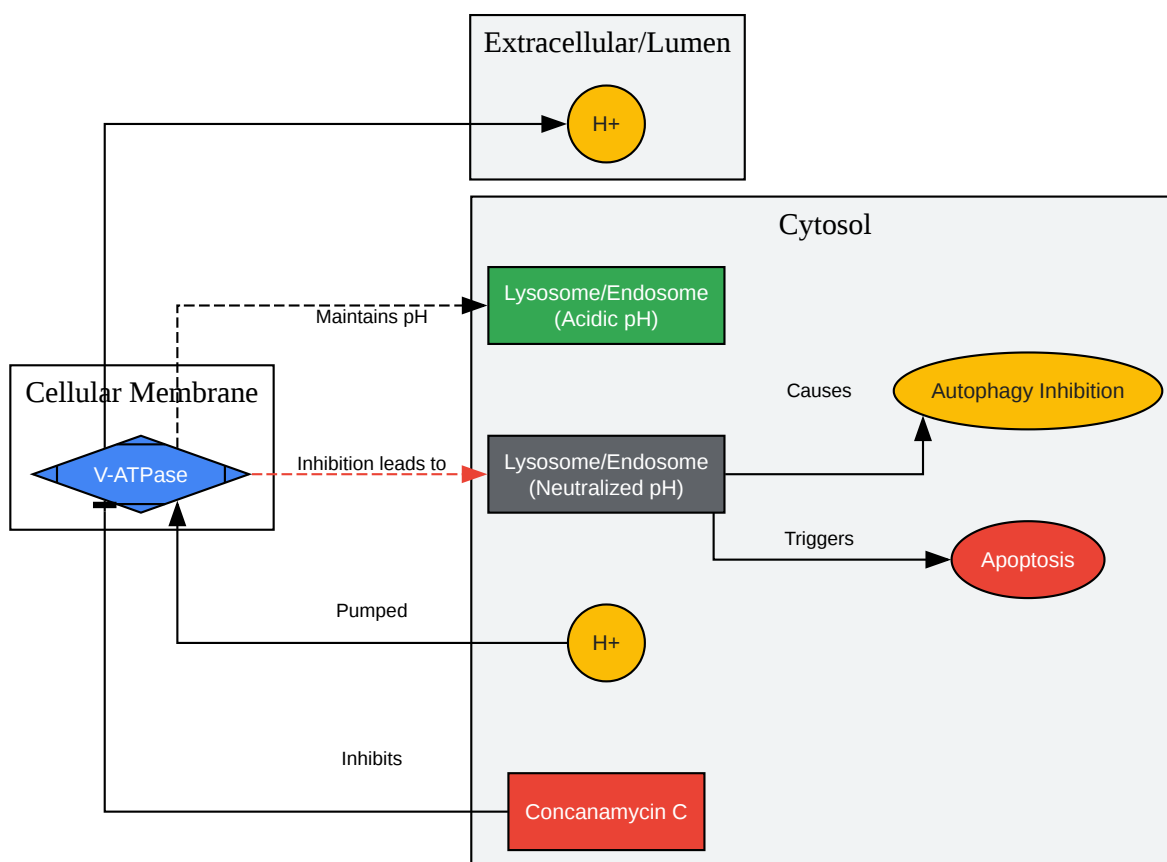 Extracellular/Lumen
H+
Cytosol
Lysosome/Endosome
(Acidic pH)
Maintains pH
Cellular Membrane
V-ATPase
Inhibition leads to
Lysosome/Endosome
(Neutralized pH)
Causes
Autophagy Inhibition
Triggers
Apoptosis
Pumped
H+
Inhibits
Concanamycin C